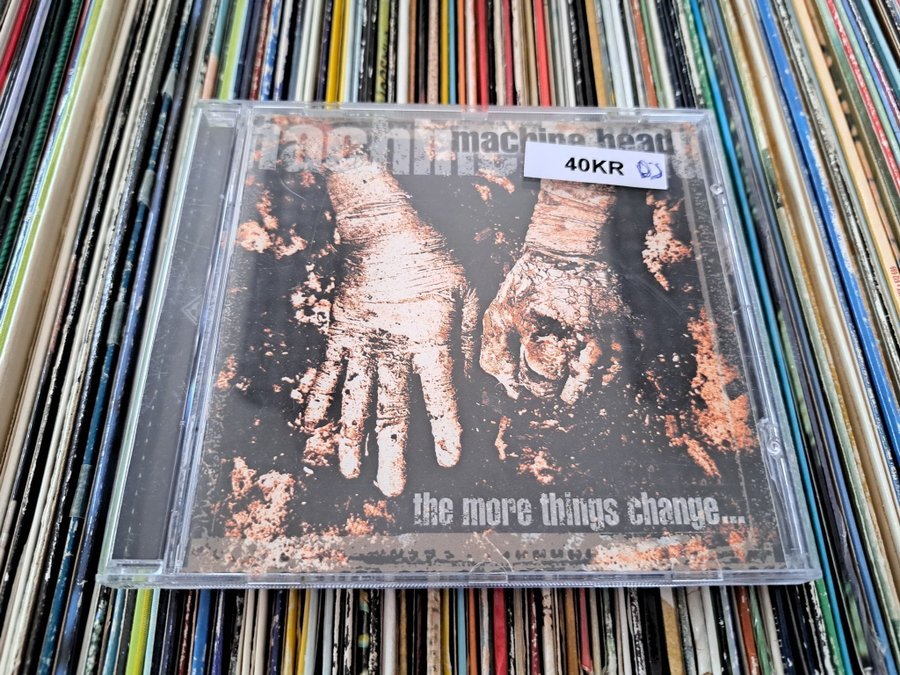 machine head
40KR
the more things change...